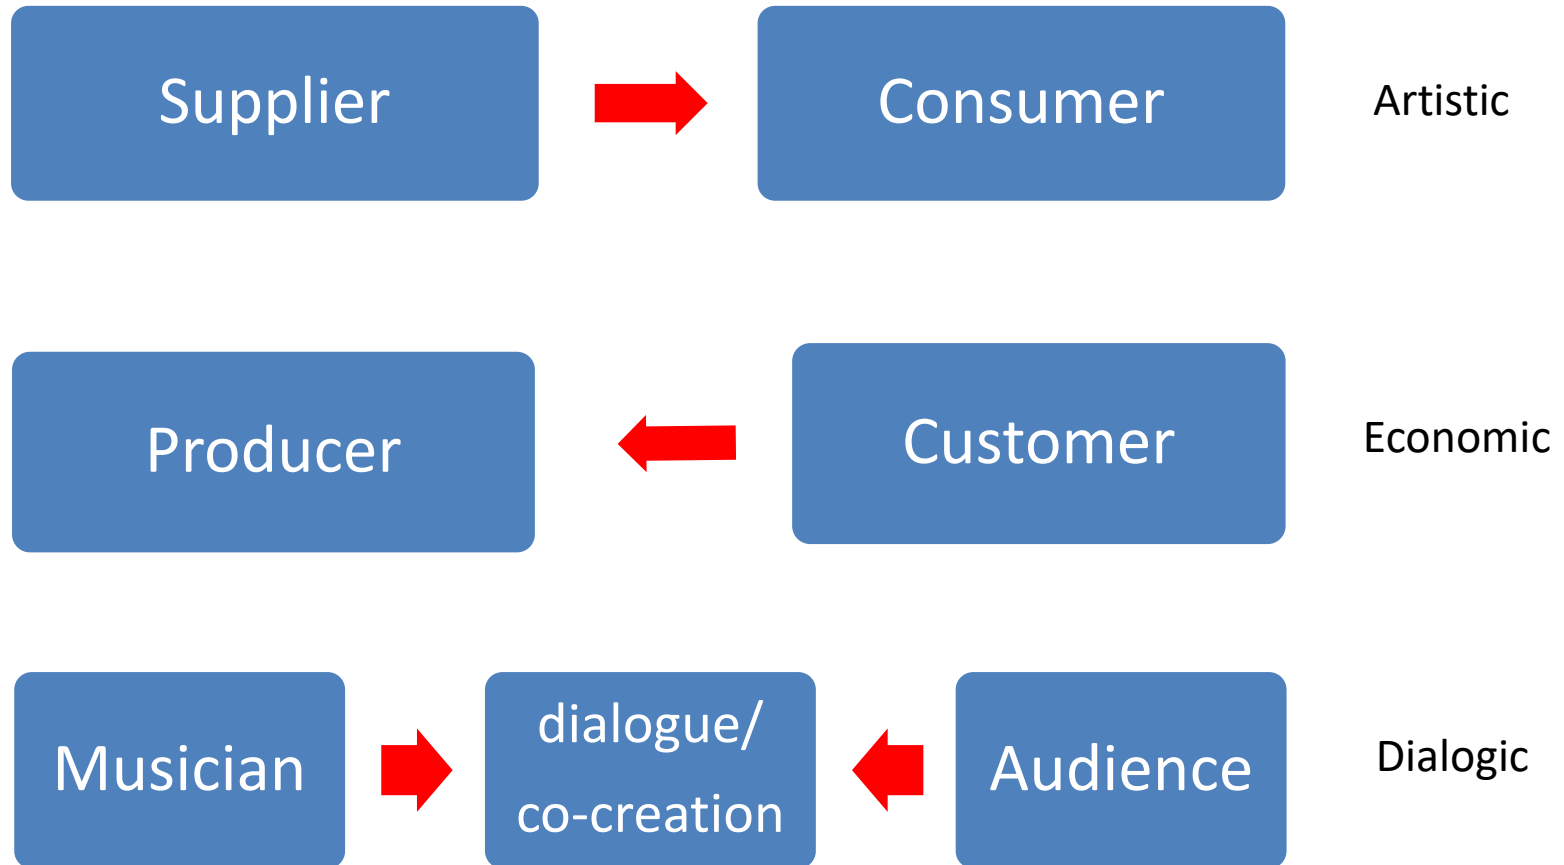 Supplier
Consumer
Artistic
Producer
Customer
Economic
Musician
dialogue/
co-creation
Audience
Dialogic